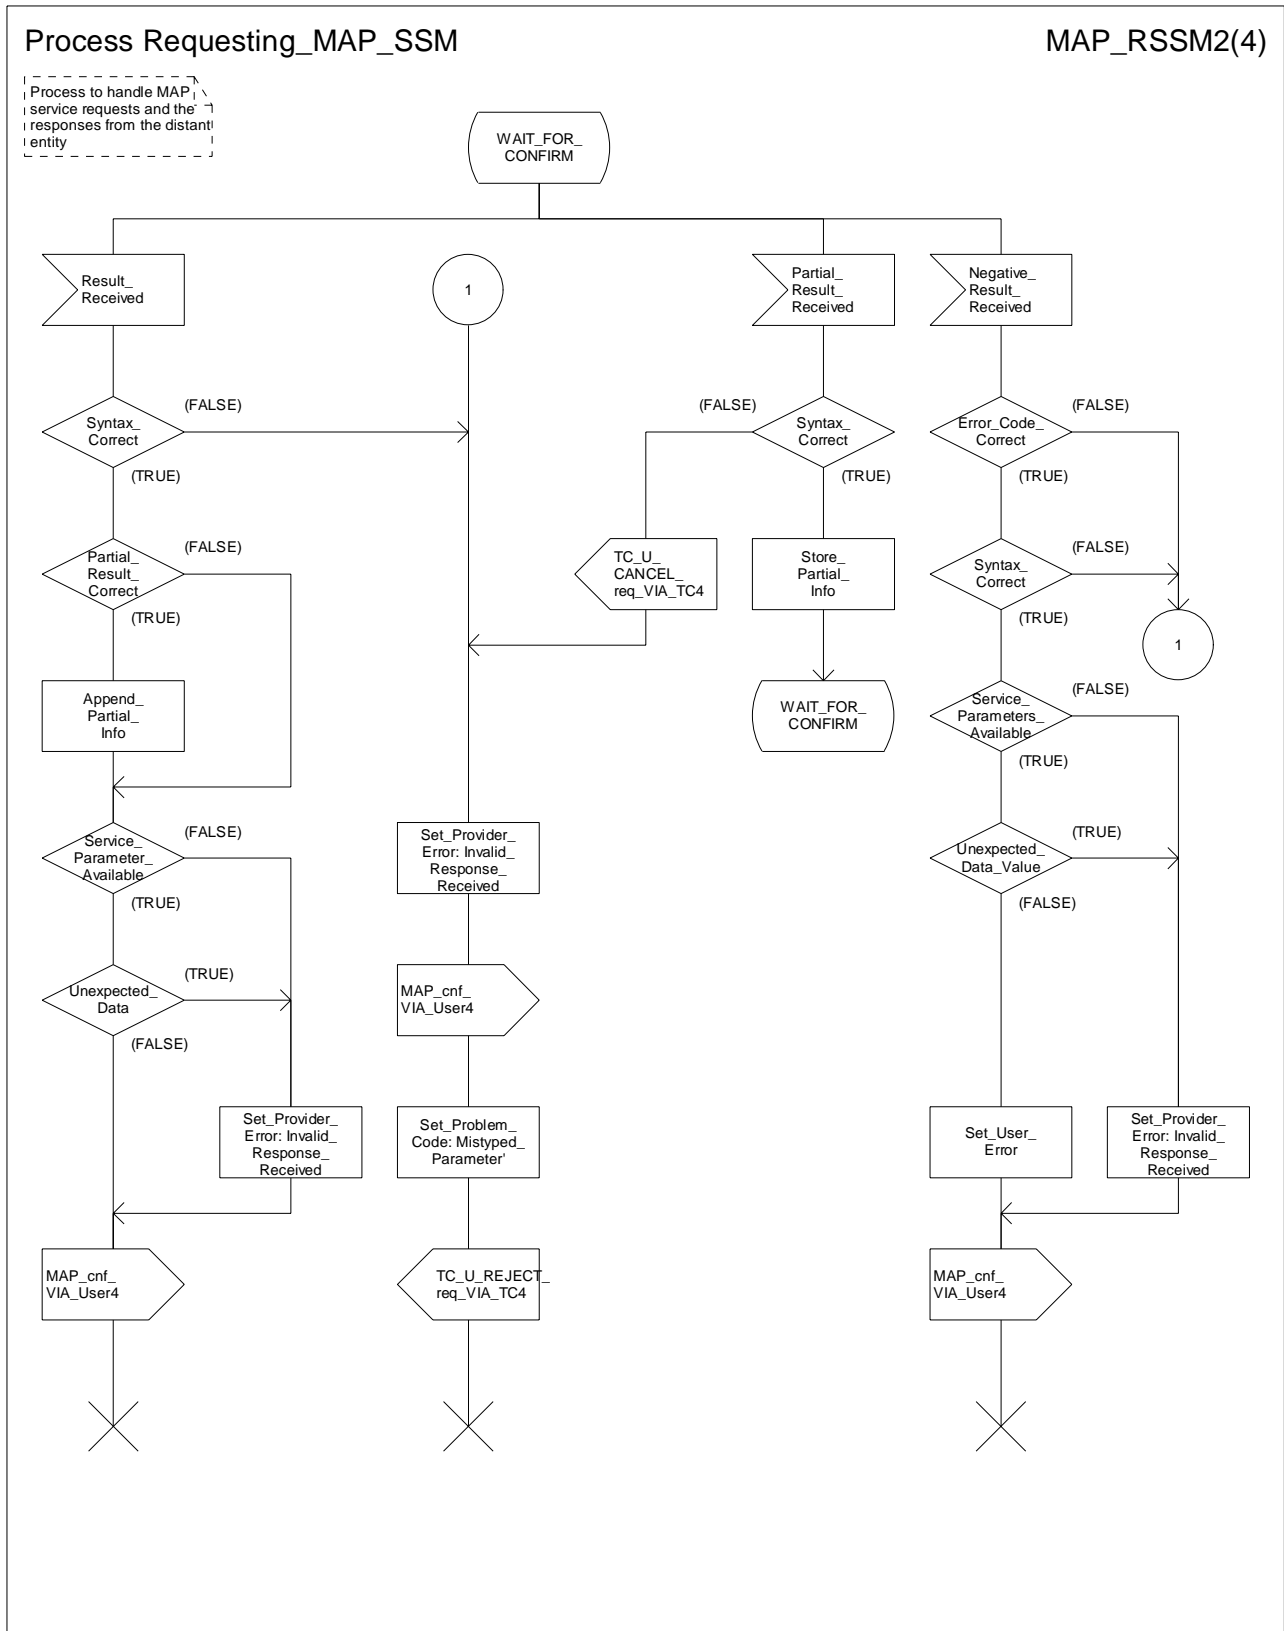 Process Requesting_MAP_SSM
MAP_RSSM2(4)
Process to handle MAP
service requests and the
responses from the distant
entity
WAIT_FOR_
CONFIRM
Result_
Received
1
Partial_
Result_
Received
Negative_
Result_
Received
(FALSE)
Syntax_
Correct
(TRUE)
(FALSE)
Syntax_
Correct
(TRUE)
(FALSE)
Error_Code_
Correct
(TRUE)
(FALSE)
Partial_
Result_
Correct
(TRUE)
TC_U_
CANCEL_
req_VIA_TC4
Store_
Partial_
Info
(FALSE)
Syntax_
Correct
(TRUE)
1
Append_
Partial_
Info
WAIT_FOR_
CONFIRM
(FALSE)
Service_
Parameters_
Available
(TRUE)
(FALSE)
Service_
Parameter_
Available
(TRUE)
Set_Provider_
Error: Invalid_
Response_
Received
(TRUE)
Unexpected_
Data_Value
(FALSE)
(TRUE)
Unexpected_
Data
(FALSE)
MAP_cnf_
VIA_User4
Set_Provider_
Error: Invalid_
Response_
Received
Set_Problem_
Code: Mistyped_
Parameter'
Set_User_
Error
Set_Provider_
Error: Invalid_
Response_
Received
MAP_cnf_
VIA_User4
TC_U_REJECT_
req_VIA_TC4
MAP_cnf_
VIA_User4